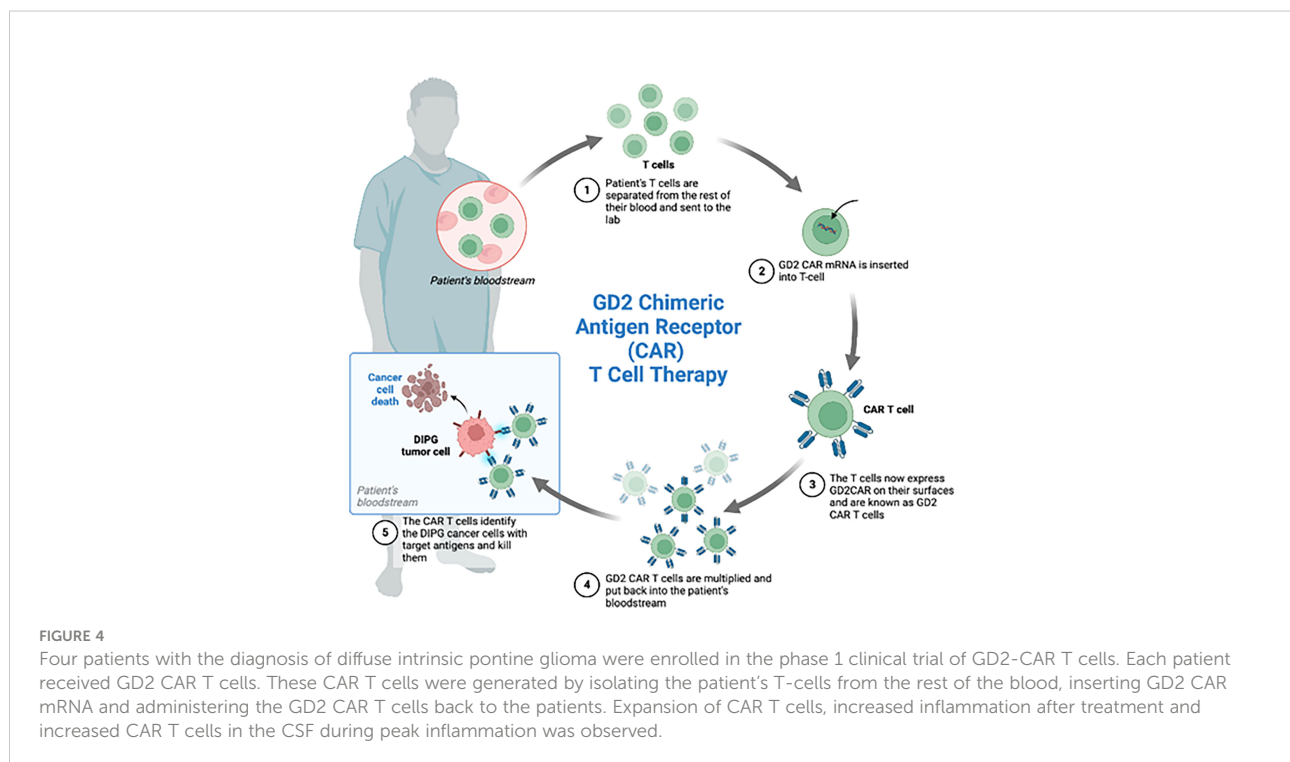 T cells
1
Patient's T cells are
separated from the rest of
their blood and sent to the
lab
Patient's bloodstream
2
GD2 CAR mRNA is inserted
into T-cell
GD2 Chimeric
Antigen Receptor
(CAR)
T Cell Therapy
CAR T cell
3
The T cells now express
GD2CAR on their surfaces
and are known as GD2
CAR T cells
4
GD2 CAR T cells are multiplied and
put back into the patient's
bloodstream
Cancer
cell
death
DIPG
tumor cell
Patient's
bloodstream
5
The CAR T cells identify
the DIPG cancer cells with
target antigens and kill
them
FIGURE 4
Four patients with the diagnosis of diffuse intrinsic pontine glioma were enrolled in the phase 1 clinical trial of GD2-CAR T cells. Each patient
received GD2 CAR T cells. These CAR T cells were generated by isolating the patient's T-cells from the rest of the blood, inserting GD2 CAR
mRNA and administering the GD2 CAR T cells back to the patients. Expansion of CAR T cells, increased inflammation after treatment and
increased CAR T cells in the CSF during peak inflammation was observed.